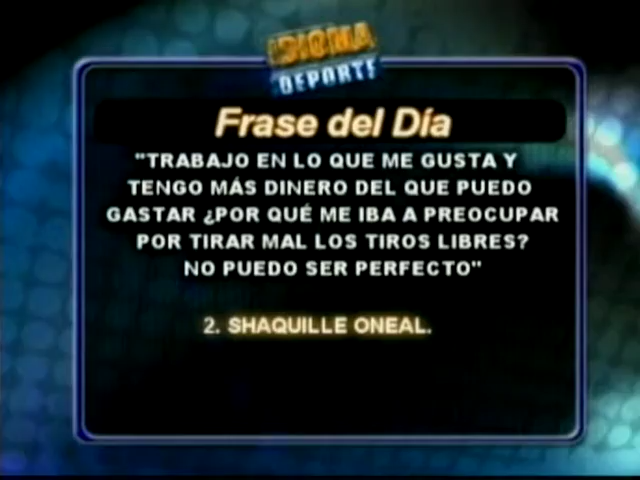 IDIOMA
DEPORTE
Frase del Día
"TRABAJO EN LO QUE ME GUSTA Y
TENGO MÁS DINERO DEL QUE PUEDO
GASTAR ¿POR QUÉ ME IBA A PREOCUPAR
POR TIRAR MAL LOS TIROS LIBRES?
NO PUEDO SER PERFECTO"
2. SHAQUILLE ONEAL.